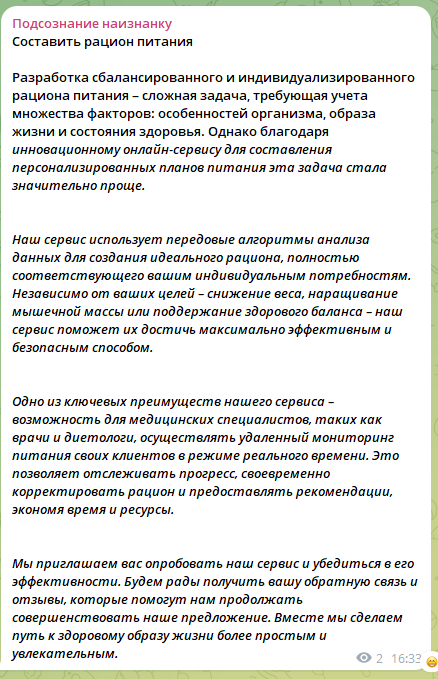 Подсознание наизнанку
Составить рацион питания
Разработка сбалансированного и индивидуализированного
рациона питания – сложная задача, требующая учета
множества факторов: особенностей организма, образа
жизни и состояния здоровья. Однако благодаря
инновационному онлайн-сервису для составления
персонализированных планов питания эта задача стала
значительно проще.
Наш сервис использует передовые алгоритмы анализа
данных для создания идеального рациона, полностью
соответствующего вашим индивидуальным потребностям.
Независимо от ваших целей – снижение веса, наращивание
мышечной массы или поддержание здорового баланса – наш
сервис поможет их достичь максимально эффективным и
безопасным способом.
Одно из ключевых преимуществ нашего сервиса –
возможность для медицинских специалистов, таких как
врачи и диетологи, осуществлять удаленный мониторинг
питания своих клиентов в режиме реального времени. Это
позволяет отслеживать прогресс, своевременно
корректировать рацион и предоставлять рекомендации,
экономя время и ресурсы.
Мы приглашаем вас опробовать наш сервис и убедиться в его
эффективности. Будем рады получить вашу обратную связь и
отзывы, которые помогут нам продолжать
совершенствовать наше предложение. Вместе мы сделаем
путь к здоровому образу жизни более простым и
увлекательным.
2 16:33